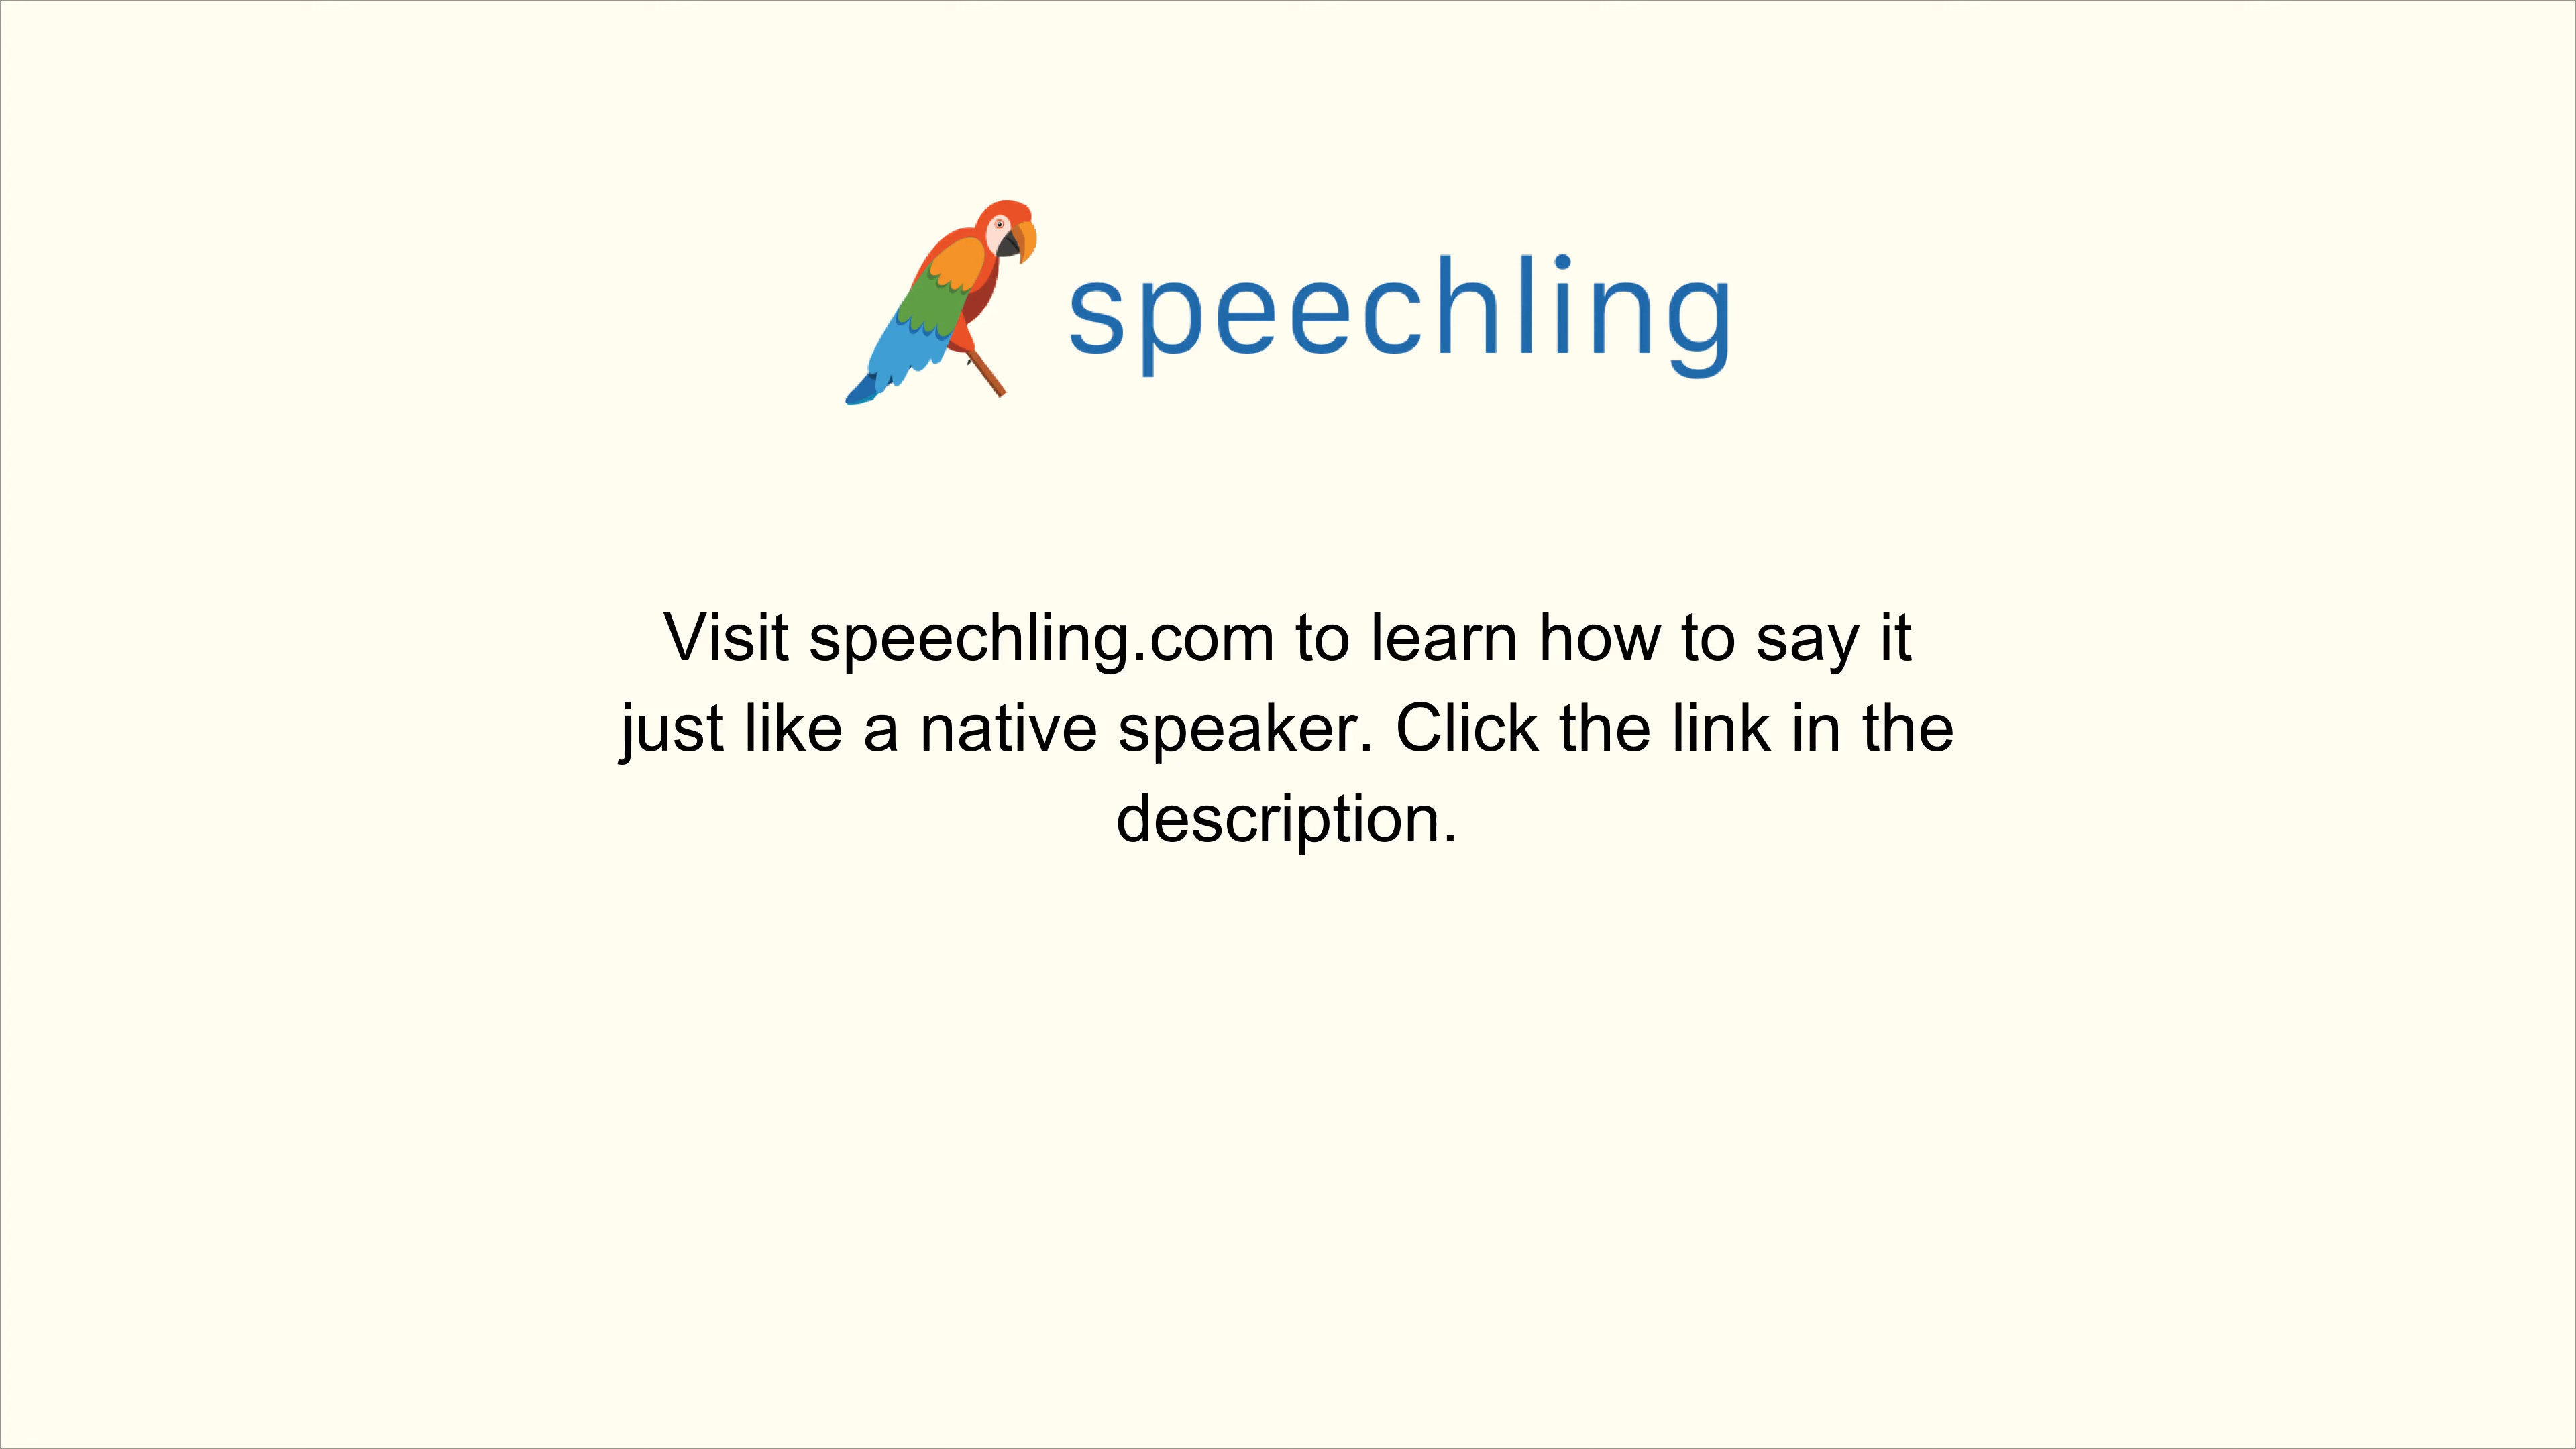 speechling
Visit speechling.com to learn how to say it
just like a native speaker. Click the link in the
description.